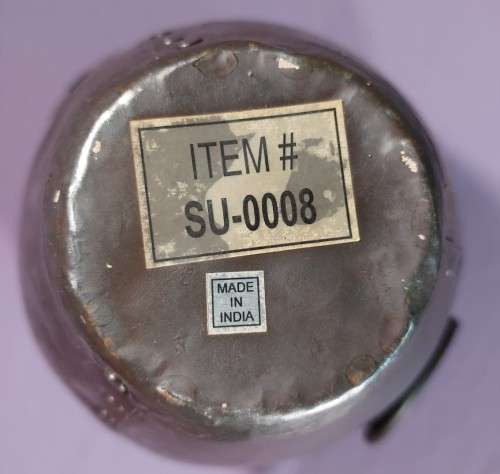 ITEM #
SU-0008
MADE
IN
INDIA